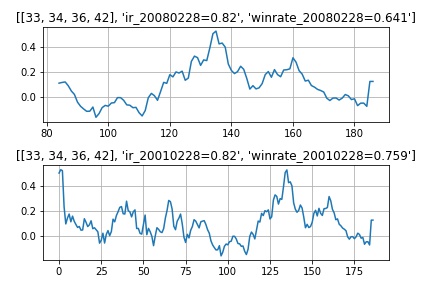 [[33, 34, 36, 42], 'ir_20080228=0.82', 'winrate_20080228=0.641']
0.4
0.2
0.0
80 100 120 140 160 180
[[33, 34, 36, 42], 'ir_20010228=0.82', 'winrate_20010228=0.759']
0.4
0.2
0.0
0 25 50 75 100 125 150 175